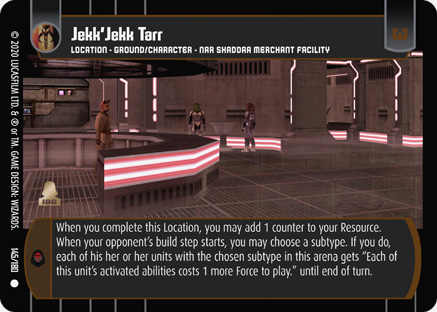 Jekk'Jekk Tarr
LOCATION - GROUND/CHARACTER - NAR SHADDAA MERCHANT FACILITY
When you complete this Location, you may add 1 counter to your Resource.
When your opponent's build step starts, you may choose a subtype. If you do,
each of his her or her units with the chosen subtype in this arena gets "Each of
this unit's activated abilities costs 1 more Force to play." until end of turn.
IDC
© 2020 LUCASFILM LTD. & ® or TM. GAME DESIGN: WIZARDS.
145/180